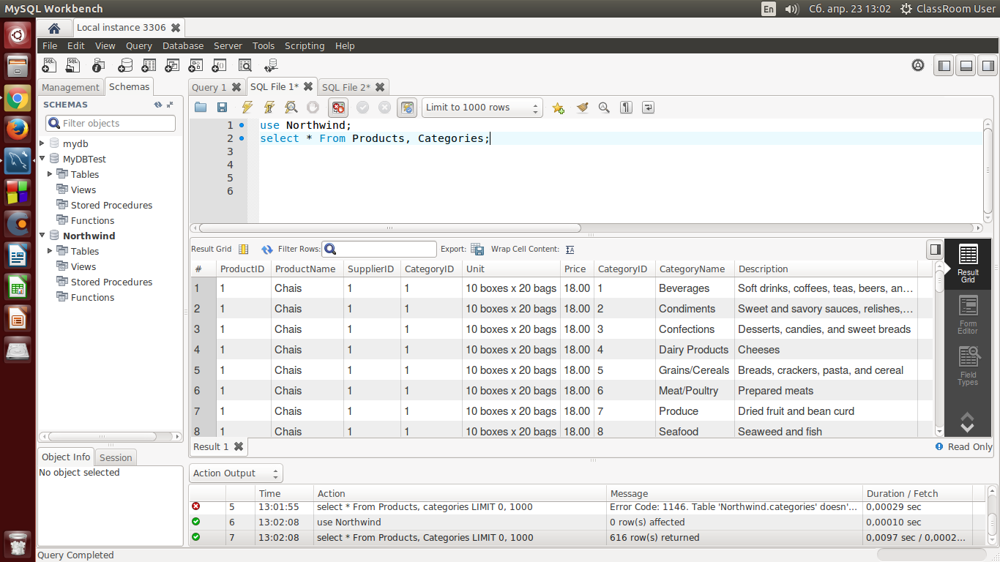 MySQL Workbench En Сб. апр. 23 13:02 ClassRoom User
Local instance 3306
File Edit View Query Database Server Tools Scripting Help
Management Schemas
Query 1 SQL File 1* SQL File 2*
SCHEMAS
Filter objects
mydb
MyDBTest
Tables
Views
Stored Procedures
Functions
Northwind
Tables
Views
Stored Procedures
Functions
Limit to 1000 rows
1 use Northwind;
2 select * From Products, Categories;
3
4
5
6
Result Grid Filter Rows: Export: Wrap Cell Content:
# ProductID ProductName SupplierID CategoryID Unit Price CategoryID CategoryName Description
1 1 Chais 1 1 10 boxes x 20 bags 18.00 1 Beverages Soft drinks, coffees, teas, beers, an...
2 1 Chais 1 1 10 boxes x 20 bags 18.00 2 Condiments Sweet and savory sauces, relishes,...
3 1 Chais 1 1 10 boxes x 20 bags 18.00 3 Confections Desserts, candies, and sweet breads
4 1 Chais 1 1 10 boxes x 20 bags 18.00 4 Dairy Products Cheeses
5 1 Chais 1 1 10 boxes x 20 bags 18.00 5 Grains/Cereals Breads, crackers, pasta, and cereal
6 1 Chais 1 1 10 boxes x 20 bags 18.00 6 Meat/Poultry Prepared meats
7 1 Chais 1 1 10 boxes x 20 bags 18.00 7 Produce Dried fruit and bean curd
8 1 Chais 1 1 10 boxes x 20 bags 18.00 8 Seafood Seaweed and fish
Result
Grid
Form
Editor
Field
Types
Result 1 Read Only
Object Info Session
No object selected
Action Output
Time Action Message Duration / Fetch
5 13:01:55 select * From Products, categories LIMIT 0, 1000 Error Code: 1146. Table 'Northwind.categories' doesn'... 0,00029 sec
6 13:02:08 use Northwind 0 row(s) affected 0,00010 sec
7 13:02:08 select * From Products, Categories LIMIT 0, 1000 616 row(s) returned 0,0097 sec / 0,0002...
Query Completed